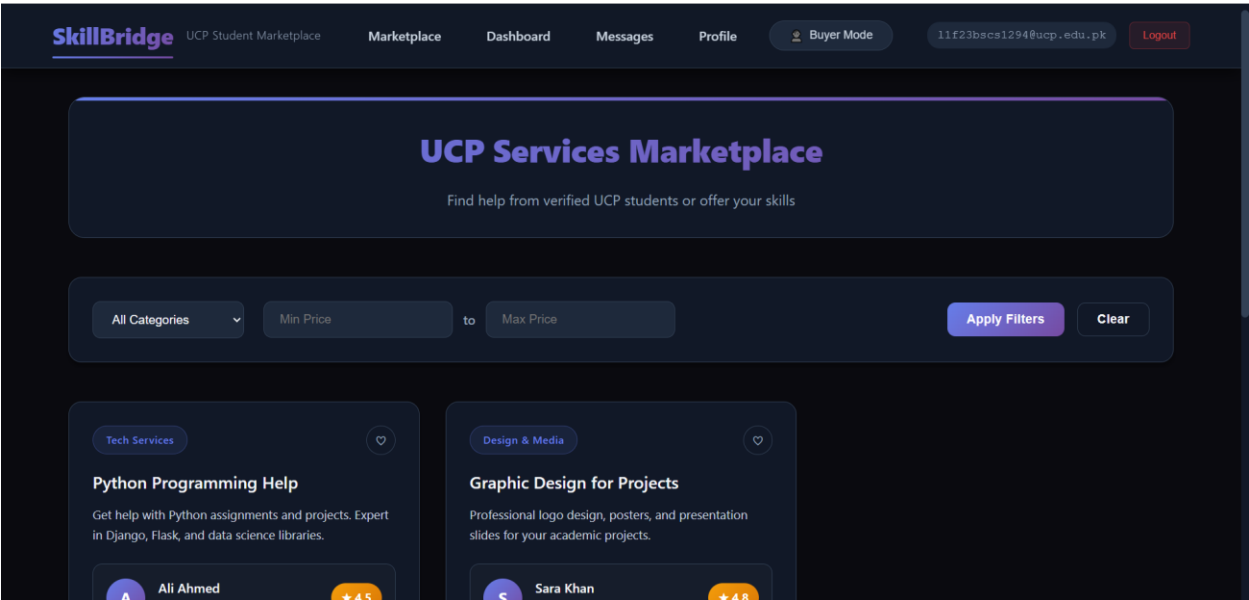 SkillBridge UCP Student Marketplace Marketplace Dashboard Messages Profile Buyer Mode 11f23bscs1294@ucp.edu.pk Logout
UCP Services Marketplace
Find help from verified UCP students or offer your skills
All Categories Min Price to Max Price Apply Filters Clear
Tech Services
Python Programming Help
Get help with Python assignments and projects. Expert
in Django, Flask, and data science libraries.
A Ali Ahmed ★ 4.5
Design & Media
Graphic Design for Projects
Professional logo design, posters, and presentation
slides for your academic projects.
S Sara Khan ★ 4.8